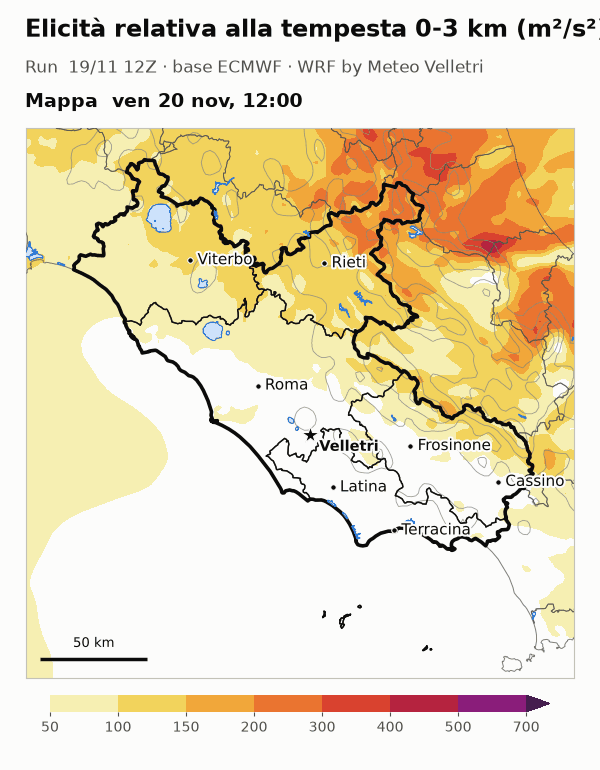 Elicità relativa alla tempesta 0-3 km (m²/s²)
Run 19/11 12Z · base ECMWF · WRF by Meteo Velletri
Mappa ven 20 nov, 12:00
Viterbo
Rieti
Roma
Velletri
Frosinone
Latina
Cassino
Terracina
50 km
50 100 150 200 300 400 500 700